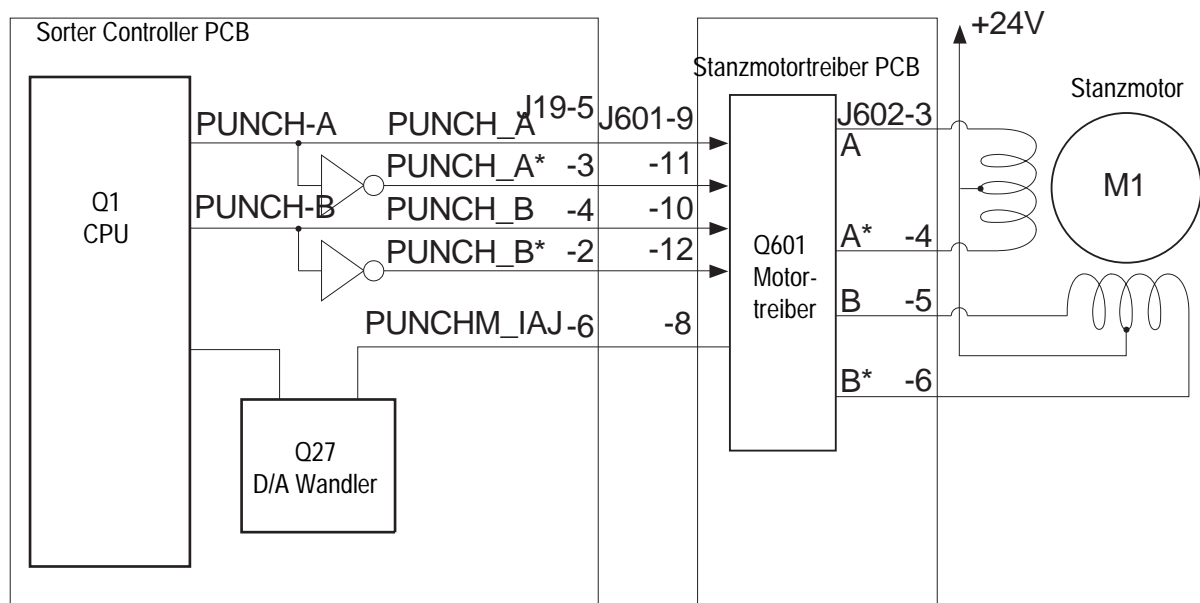 Sorter Controller PCB
+24V
Stanzmotortreiber PCB
Stanzmotor
J19-5
J601-9
J602-3
PUNCH-A
PUNCH_A
A
PUNCH_A*
-3
-11
M1
Q1
CPU
PUNCH-B
PUNCH_B
-4
-10
A*
-4
PUNCH_B*
-2
-12
Q601
Motor-
treiber
B
-5
PUNCHM_IAJ
-6
-8
B*
-6
Q27
D/A Wandler